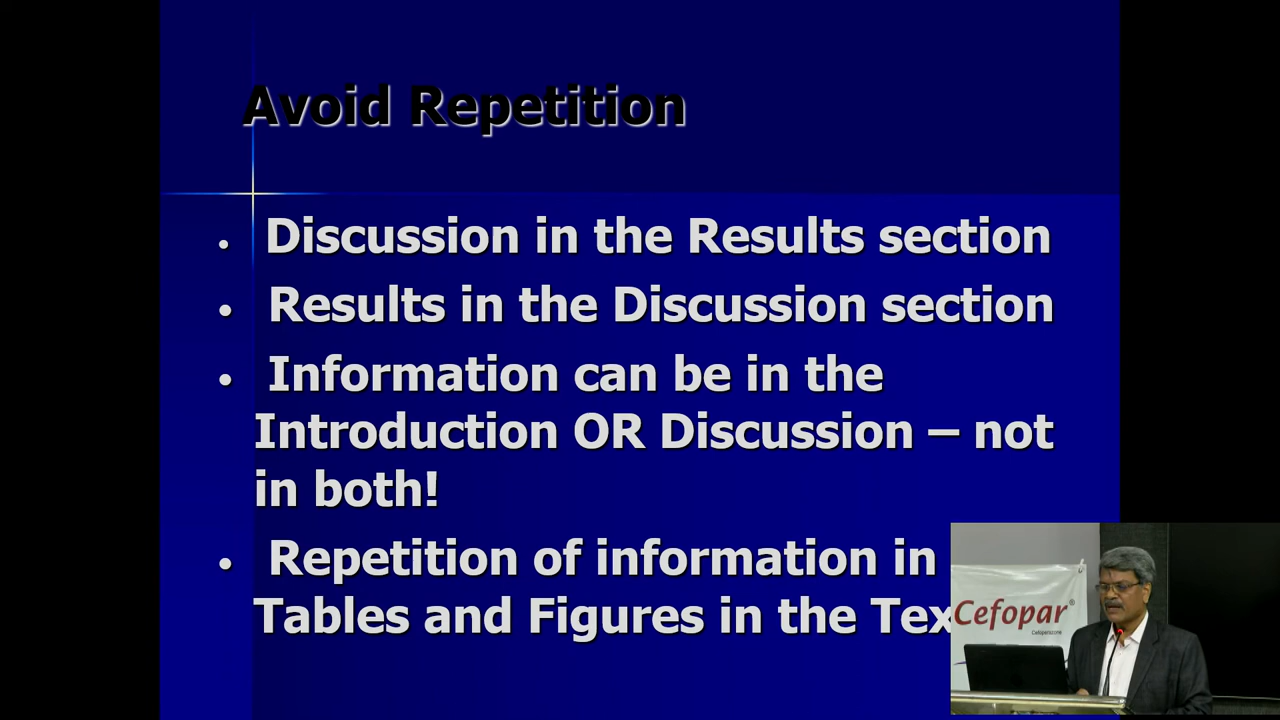 Avoid Repetition
• Discussion in the Results section
• Results in the Discussion section
• Information can be in the
Introduction OR Discussion – not
in both!
• Repetition of information in
Tables and Figures in the Tex
Cefopar®
Cefoperazone